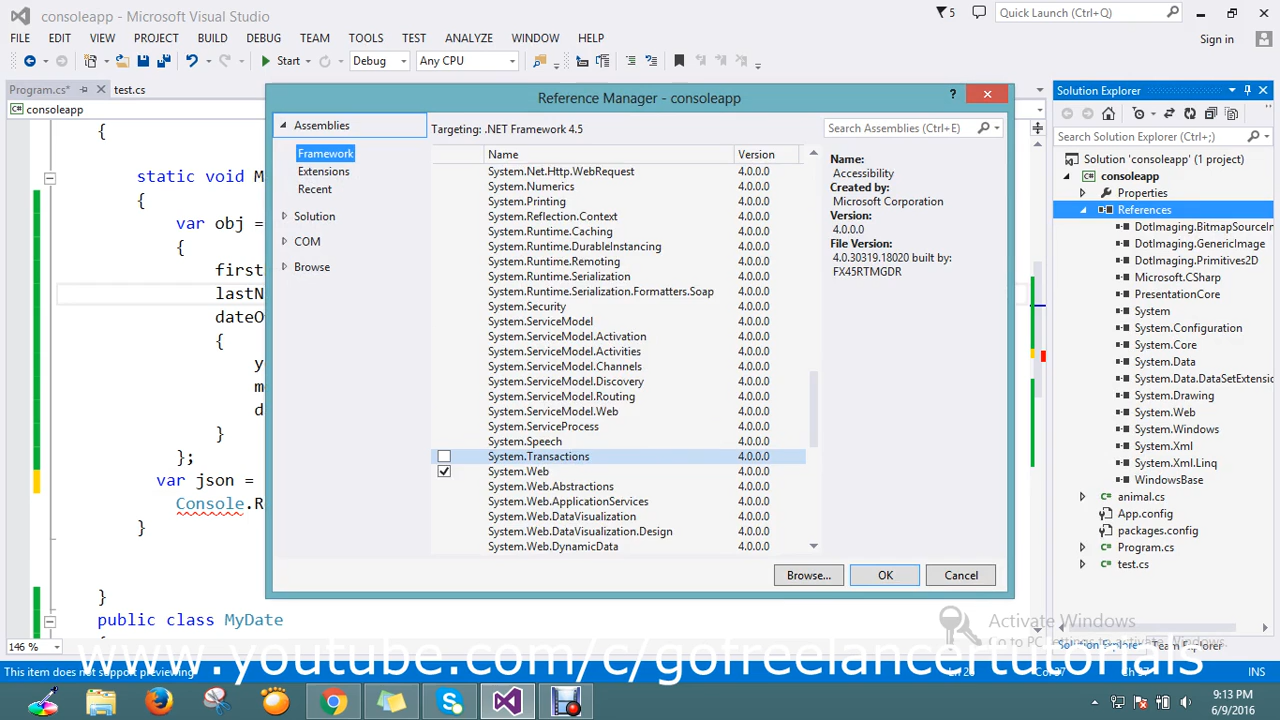 consoleapp - Microsoft Visual Studio
5
Quick Launch (Ctrl+Q)
FILE EDIT VIEW PROJECT BUILD DEBUG TEAM TOOLS TEST ANALYZE WINDOW HELP
Sign in
Start Debug Any CPU
Program.cs* test.cs
consoleapp
{
static void M
{
var obj =
{
first
lastN
dateO
{
y
m
d
}
};
var json =
Console.R
}
}
public class MyDate
146 %
Reference Manager - consoleapp
?
Assemblies
Framework
Extensions
Recent
Solution
COM
Browse
Targeting: .NET Framework 4.5
Search Assemblies (Ctrl+E)
Name Version
System.Net.Http.WebRequest 4.0.0.0
System.Numerics 4.0.0.0
System.Printing 4.0.0.0
System.Reflection.Context 4.0.0.0
System.Runtime.Caching 4.0.0.0
System.Runtime.DurableInstancing 4.0.0.0
System.Runtime.Remoting 4.0.0.0
System.Runtime.Serialization 4.0.0.0
System.Runtime.Serialization.Formatters.Soap 4.0.0.0
System.Security 4.0.0.0
System.ServiceModel 4.0.0.0
System.ServiceModel.Activation 4.0.0.0
System.ServiceModel.Activities 4.0.0.0
System.ServiceModel.Channels 4.0.0.0
System.ServiceModel.Discovery 4.0.0.0
System.ServiceModel.Routing 4.0.0.0
System.ServiceModel.Web 4.0.0.0
System.ServiceProcess 4.0.0.0
System.Speech 4.0.0.0
System.Transactions 4.0.0.0
System.Web 4.0.0.0
System.Web.Abstractions 4.0.0.0
System.Web.ApplicationServices 4.0.0.0
System.Web.DataVisualization 4.0.0.0
System.Web.DataVisualization.Design 4.0.0.0
System.Web.DynamicData 4.0.0.0
Name:
Accessibility
Created by:
Microsoft Corporation
Version:
4.0.0.0
File Version:
4.0.30319.18020 built by:
FX45RTMGDR
Browse... OK Cancel
Solution Explorer
Search Solution Explorer (Ctrl+;)
Solution 'consoleapp' (1 project)
consoleapp
Properties
References
DotImaging.BitmapSourceIn
DotImaging.GenericImage
DotImaging.Primitives2D
Microsoft.CSharp
PresentationCore
System
System.Configuration
System.Core
System.Data
System.Data.DataSetExtensio
System.Drawing
System.Web
System.Windows
System.Xml
System.Xml.Linq
WindowsBase
animal.cs
App.config
packages.config
Program.cs
test.cs
Activate Windows
Go to PC settings to activate Windows.
Solution Explorer Team Explorer
This item does not support previewing
INS
www.youtube.com/c/gofreelancertutorials
9:13 PM
6/9/2016